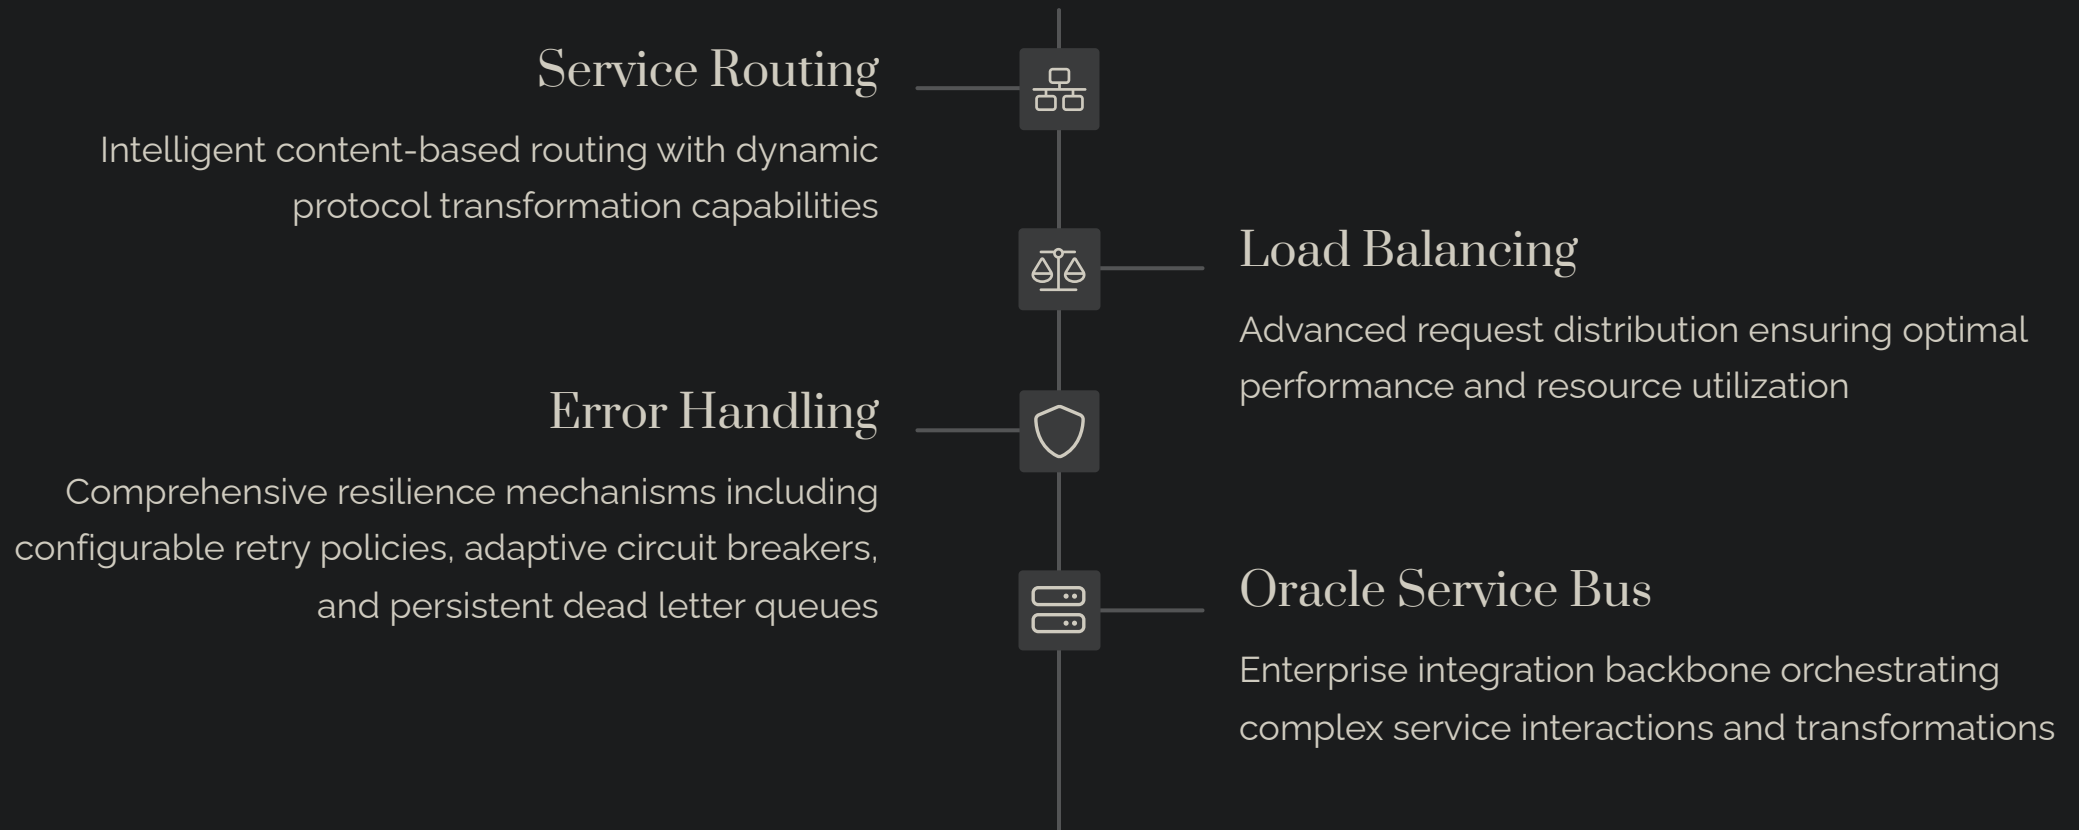 Service Routing
Intelligent content-based routing with dynamic
protocol transformation capabilities
Load Balancing
Advanced request distribution ensuring optimal
performance and resource utilization
Error Handling
Comprehensive resilience mechanisms including
configurable retry policies, adaptive circuit breakers,
and persistent dead letter queues
Oracle Service Bus
Enterprise integration backbone orchestrating
complex service interactions and transformations